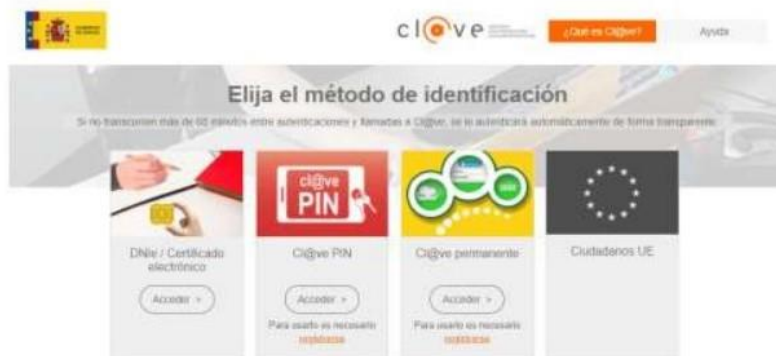 cl@ve
¿Qué es Cl@ve?
Ayuda
Elija el método de identificación
Si no transcurren más de 60 minutos entre autenticaciones y llamadas a Cl@ve, se le autenticará automáticamente de forma transparente.
cl@ve
PIN
DNIe / Certificado
electrónico
Acceder >
Cl@ve PIN
Acceder >
Para usarlo es necesario
registrarse
Cl@ve permanente
Acceder >
Para usarlo es necesario
registrarse
Ciudadanos UE